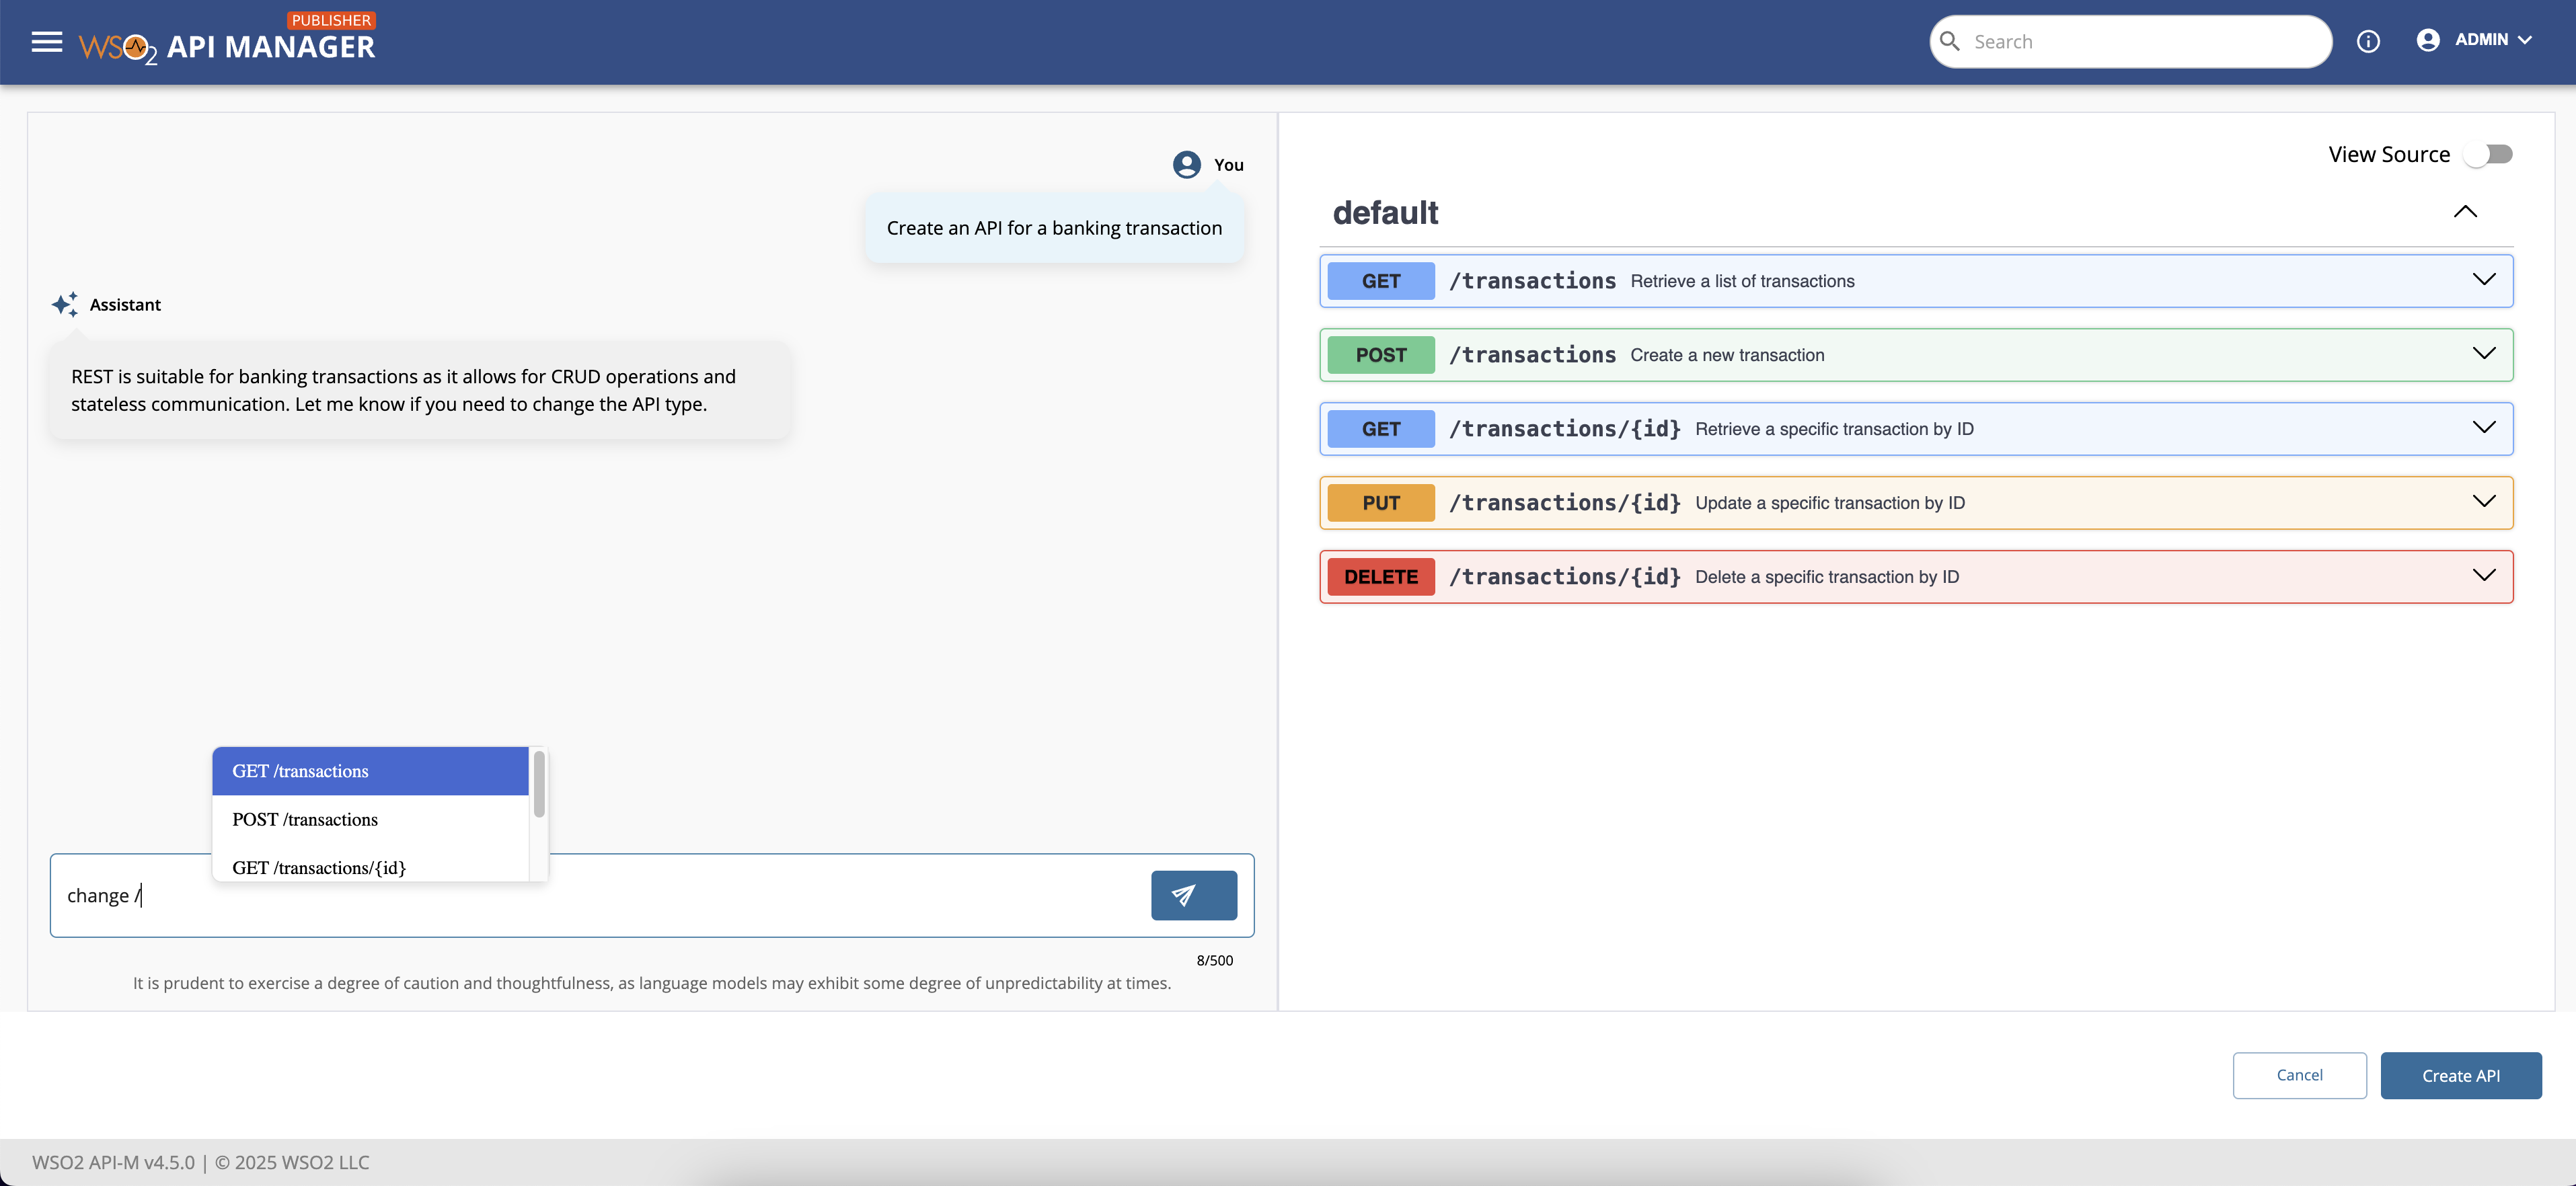 PUBLISHER
WSO2 API MANAGER
Search
ADMIN
You
Create an API for a banking transaction
Assistant
REST is suitable for banking transactions as it allows for CRUD operations and
stateless communication. Let me know if you need to change the API type.
GET /transactions
POST /transactions
GET /transactions/{id}
change /
8/500
It is prudent to exercise a degree of caution and thoughtfulness, as language models may exhibit some degree of unpredictability at times.
View Source
default
GET /transactions Retrieve a list of transactions
POST /transactions Create a new transaction
GET /transactions/{id} Retrieve a specific transaction by ID
PUT /transactions/{id} Update a specific transaction by ID
DELETE /transactions/{id} Delete a specific transaction by ID
Cancel
Create API
WSO2 API-M v4.5.0 | © 2025 WSO2 LLC